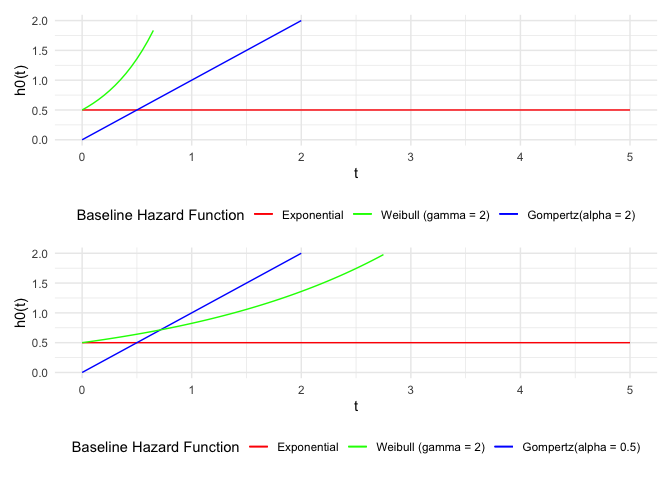 2.0
1.5
1.0
0.5
0.0
h0(t)
0 1 2 3 4 5
t
Baseline Hazard Function Exponential Weibull (gamma = 2) Gompertz(alpha = 2)
2.0
1.5
1.0
0.5
0.0
h0(t)
0 1 2 3 4 5
t
Baseline Hazard Function Exponential Weibull (gamma = 2) Gompertz(alpha = 0.5)